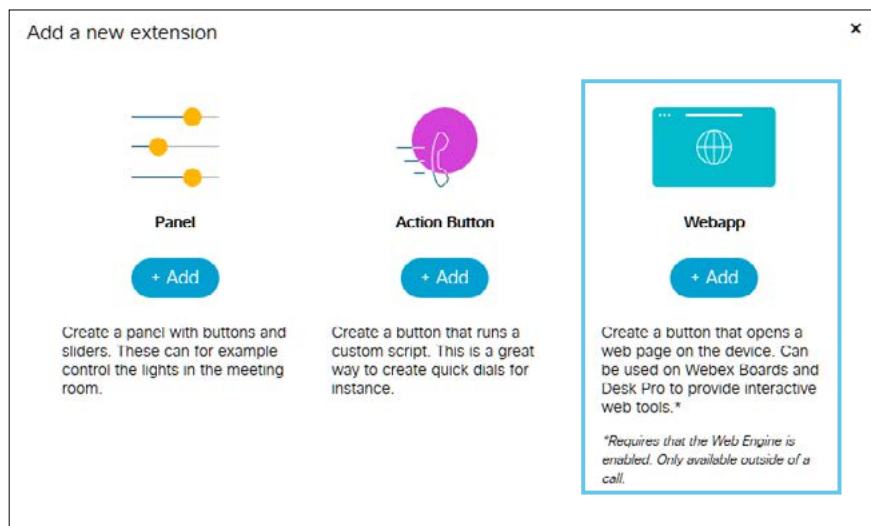 Add a new extension
x
Panel
+ Add
Create a panel with buttons and
sliders. These can for example
control the lights in the meeting
room.
Action Button
+ Add
Create a button that runs a
custom script. This is a great
way to create quick dials for
instance.
Webapp
+ Add
Create a button that opens a
web page on the device. Can
be used on Webex Boards and
Desk Pro to provide interactive
web tools.*
*Requires that the Web Engine is
enabled. Only available outside of a
call.